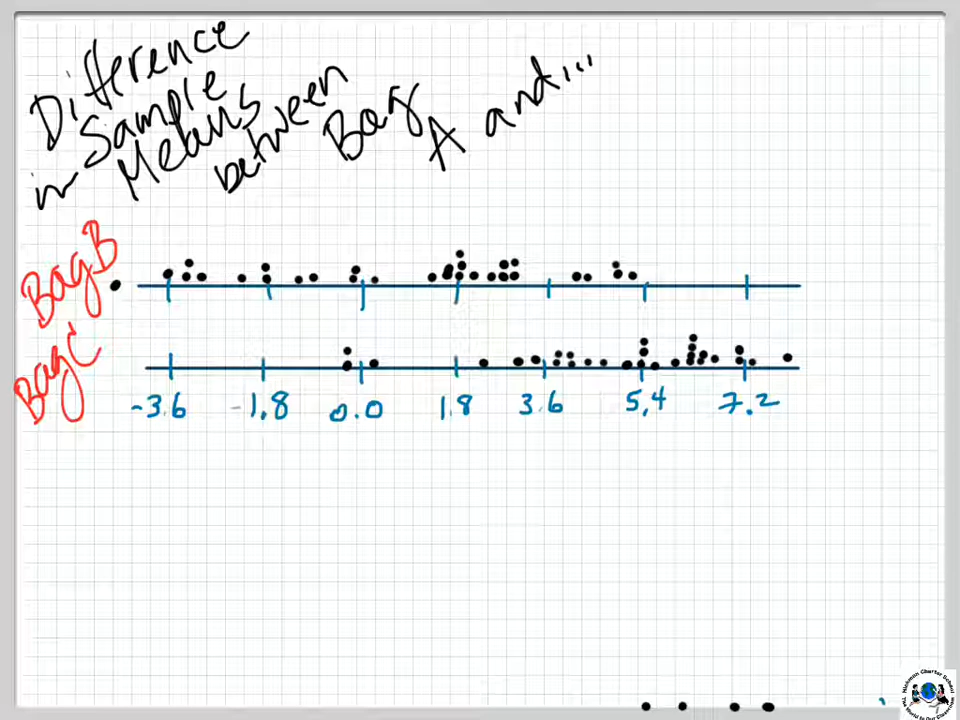 Difference
in Sample
Means
between Bag A and...
Bag B
Bag C
-3.6 -1.8 0.0 1.8 3.6 5.4 7.2